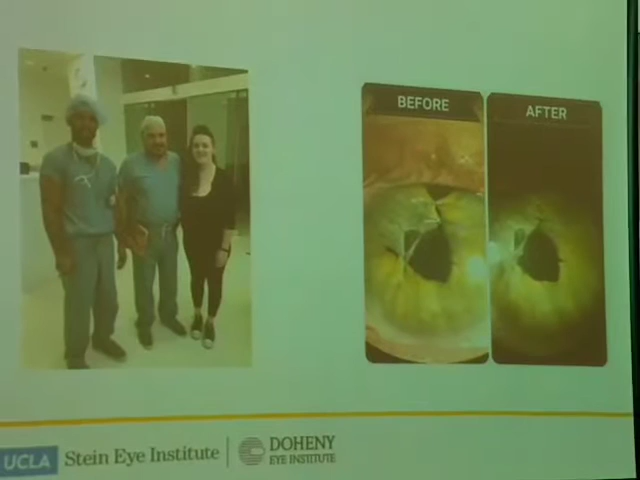 BEFORE
AFTER
UCLA Stein Eye Institute
DOHENY
EYE INSTITUTE